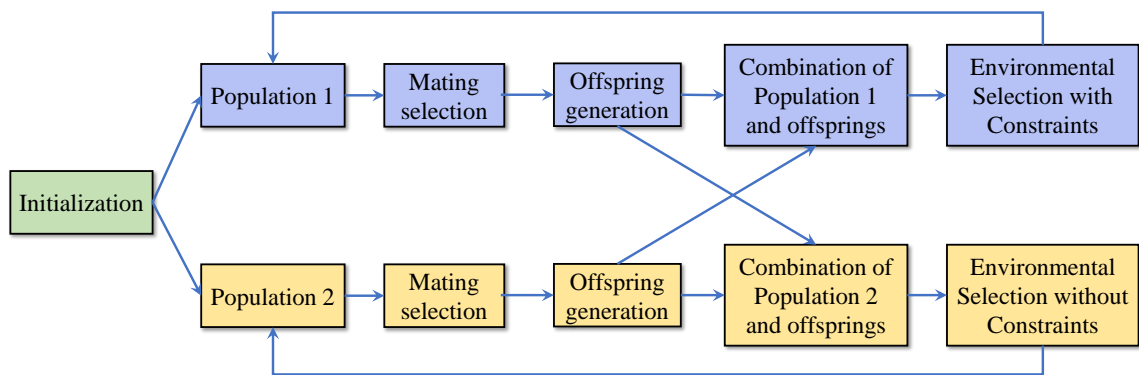 Population 1
Mating
selection
Offspring
generation
Combination of
Population 1
and offsprings
Environmental
Selection with
Constraints
Initialization
Population 2
Mating
selection
Offspring
generation
Combination of
Population 2
and offsprings
Environmental
Selection without
Constraints